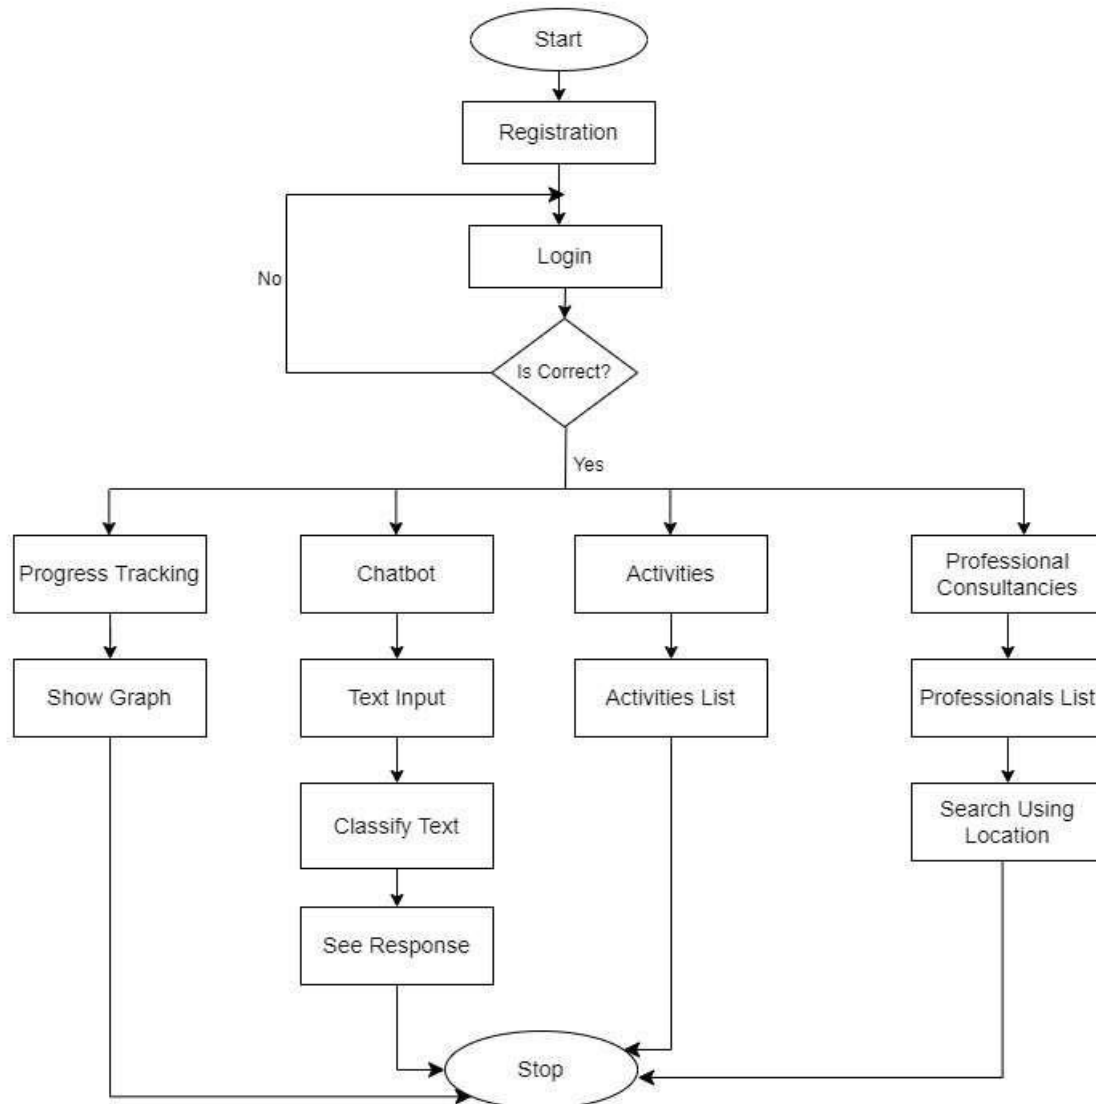 Start
Registration
Login
No
Is Correct?
Yes
Progress Tracking
Chatbot
Activities
Professional
Consultancies
Show Graph
Text Input
Activities List
Professionals List
Classify Text
Search Using
Location
See Response
Stop